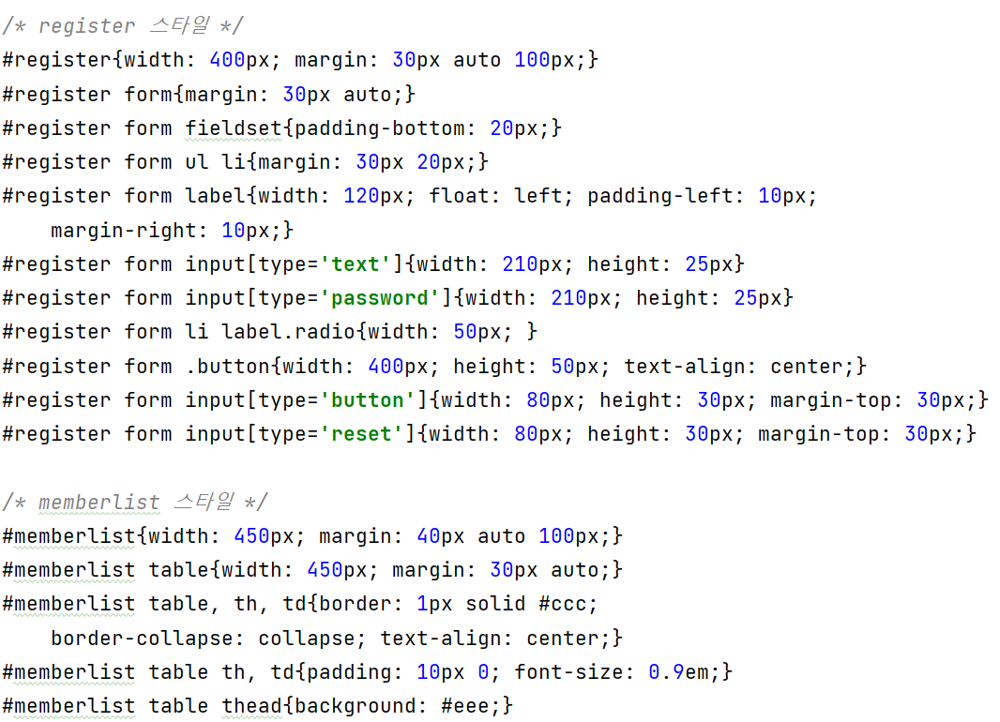 /* register 스타일 */
#register{width: 400px; margin: 30px auto 100px;}
#register form{margin: 30px auto;}
#register form fieldset{padding-bottom: 20px;}
#register form ul li{margin: 30px 20px;}
#register form label{width: 120px; float: left; padding-left: 10px;
    margin-right: 10px;}
#register form input[type='text']{width: 210px; height: 25px}
#register form input[type='password']{width: 210px; height: 25px}
#register form li label.radio{width: 50px; }
#register form .button{width: 400px; height: 50px; text-align: center;}
#register form input[type='button']{width: 80px; height: 30px; margin-top: 30px;}
#register form input[type='reset']{width: 80px; height: 30px; margin-top: 30px;}
/* memberlist 스타일 */
#memberlist{width: 450px; margin: 40px auto 100px;}
#memberlist table{width: 450px; margin: 30px auto;}
#memberlist table, th, td{border: 1px solid #ccc;
    border-collapse: collapse; text-align: center;}
#memberlist table th, td{padding: 10px 0; font-size: 0.9em;}
#memberlist table thead{background: #eee;}